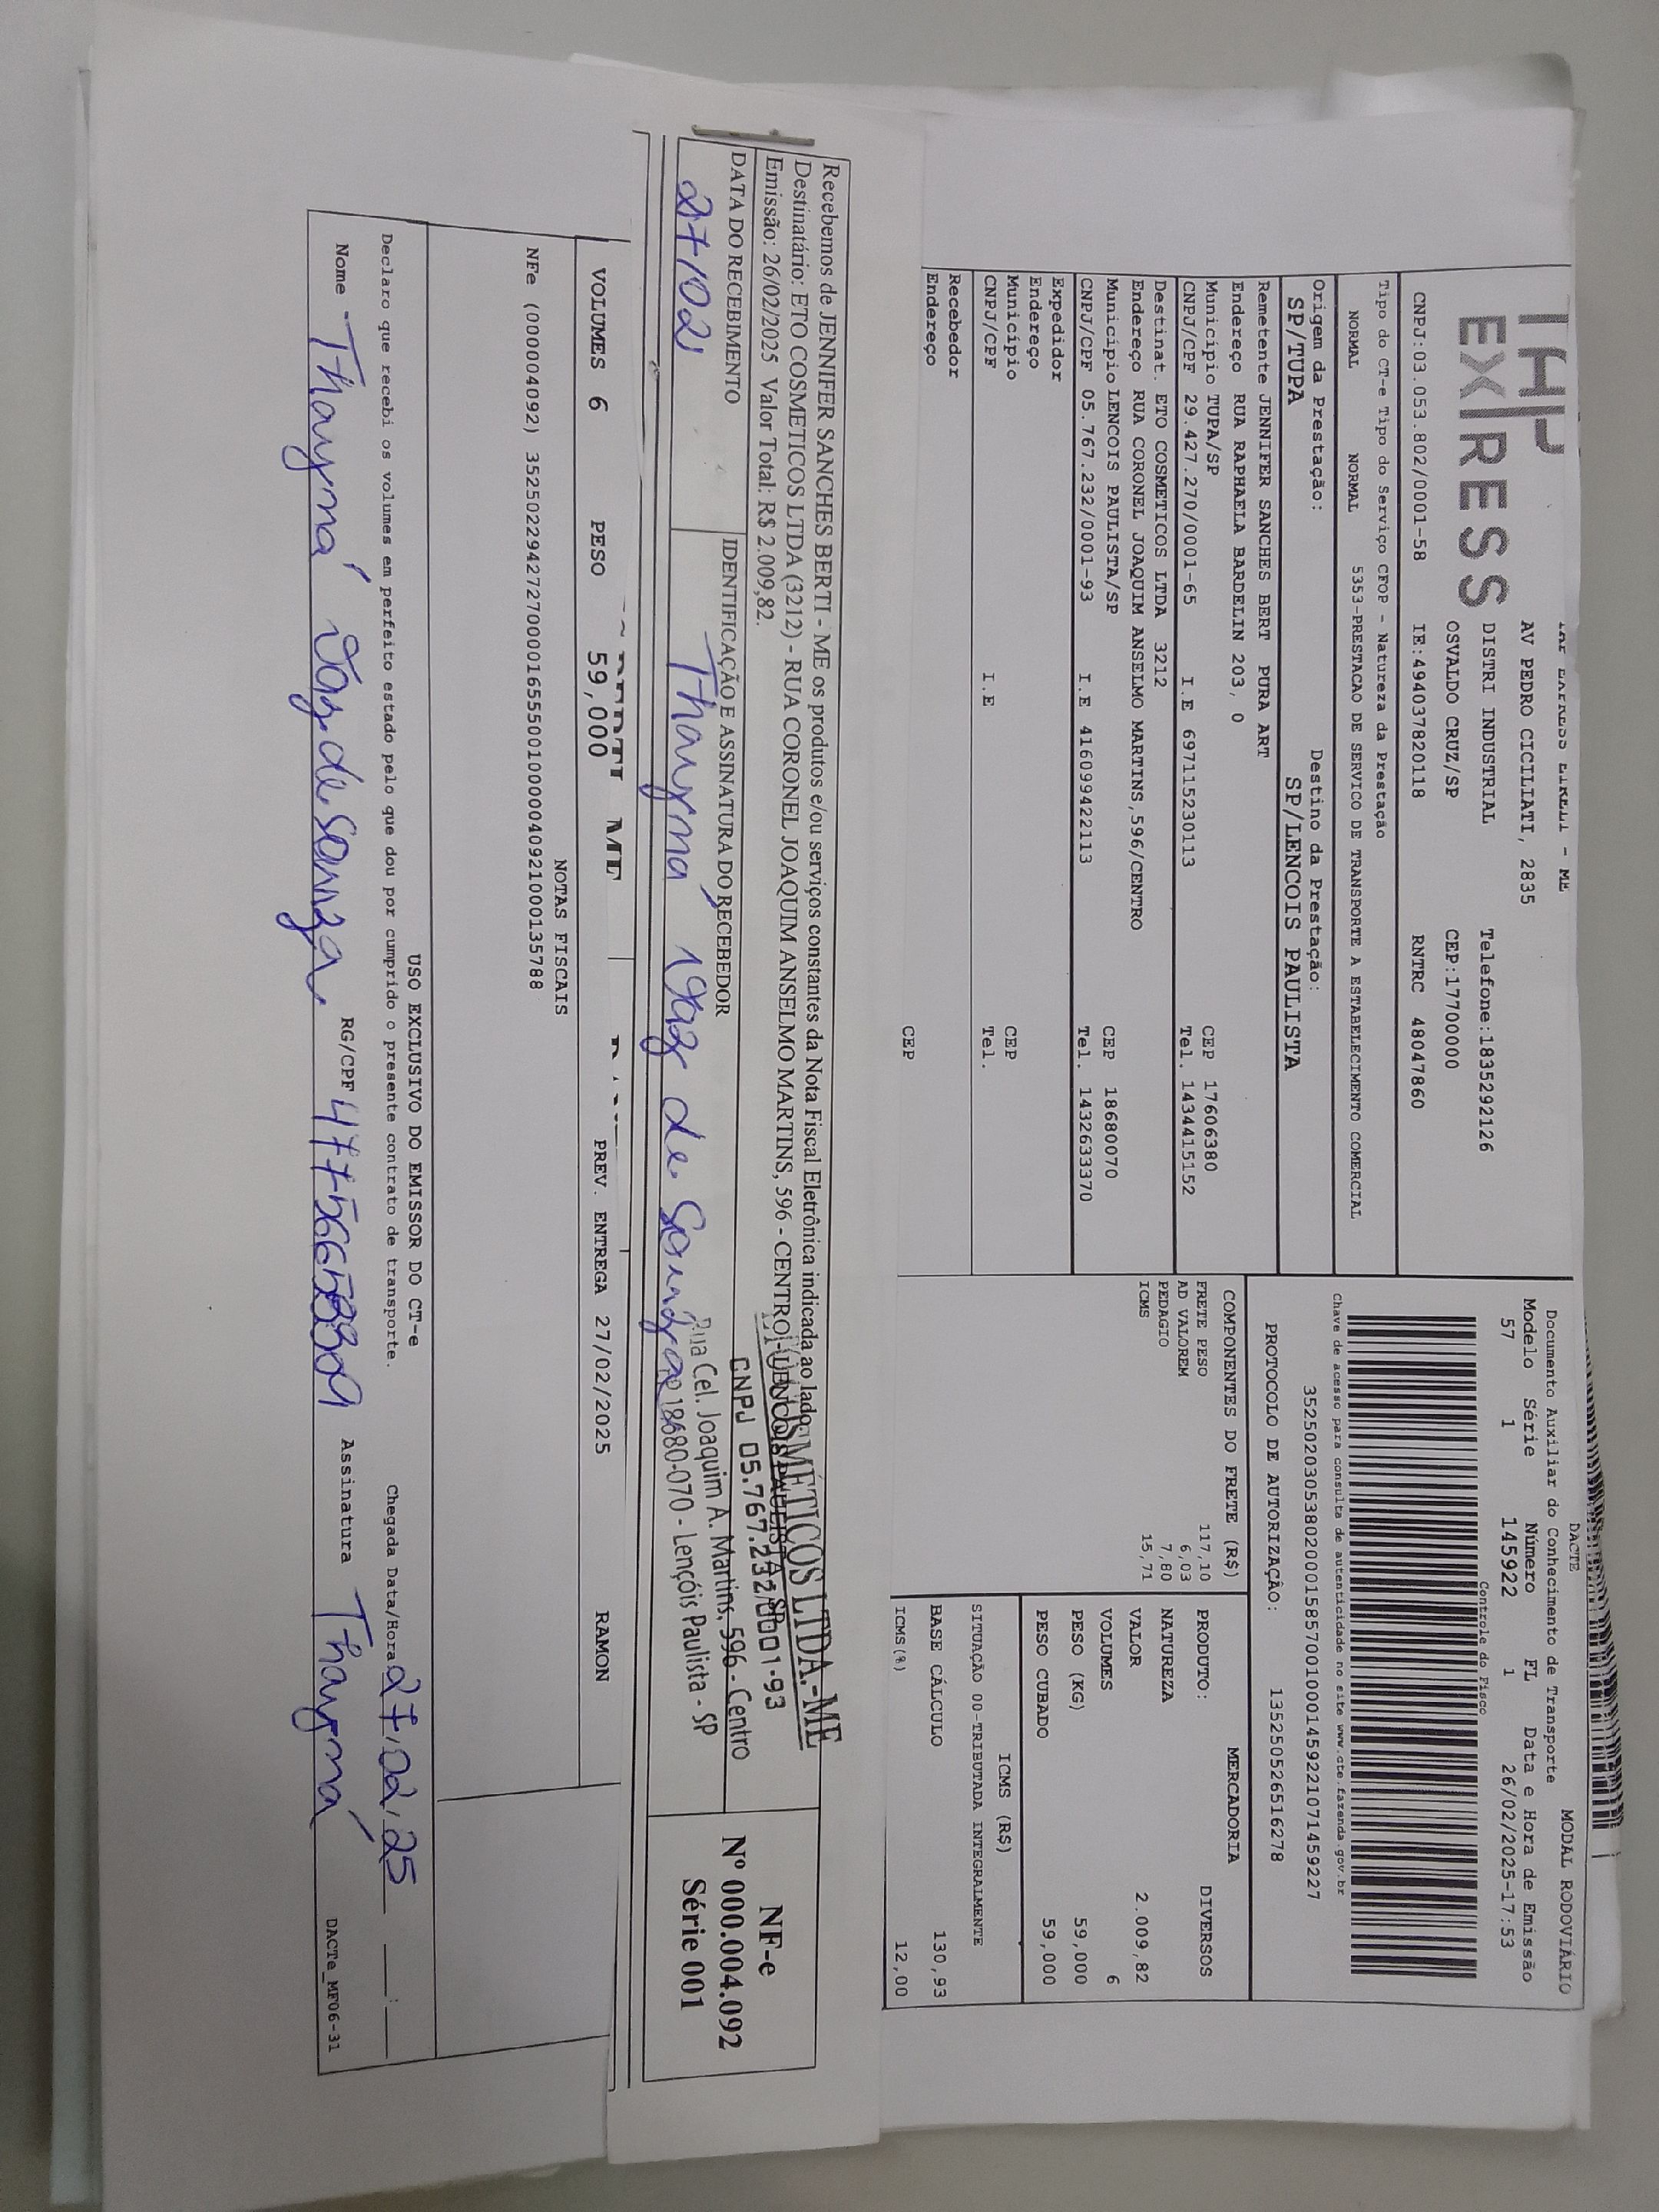 EXPRESS
- ME
AV PEDRO CICILIATI, 2835
DISTRI INDUSTRIAL Telefone:1835292126
OSVALDO CRUZ/SP CEP:17700000
CNPJ:03.053.802/0001-58 IE:494037820118 RNTRC 48047860
Tipo do CT-e Tipo do Serviço CFOP - Natureza da Prestação
NORMAL NORMAL 5353-PRESTACAO DE SERVICO DE TRANSPORTE A ESTABELECIMENTO COMERCIAL
Origem da Prestação: Destino da Prestação:
SP/TUPA SP/LENCOIS PAULISTA
Remetente JENNIFER SANCHES BERT PURA ART
Endereço RUA RAPHAELA BARDELIN 203, 0
Município TUPA/SP CEP 17606380
CNPJ/CPF 29.427.270/0001-65 I.E 697115230113 Tel. 1434415152
Destinat. ETO COSMETICOS LTDA 3212
Endereço RUA CORONEL JOAQUIM ANSELMO MARTINS,596/CENTRO
Município LENCOIS PAULISTA/SP CEP 18680070
CNPJ/CPF 05.767.232/0001-93 I.E 416099422113 Tel. 1432633370
Expedidor
Endereço
Município CEP
CNPJ/CPF I.E Tel.
Recebedor
Endereço CEP
DACTE MODAL RODOVIÁRIO
Documento Auxiliar do Conhecimento de Transporte
Modelo Série Número FL Data e Hora de Emissão
57 1 145922 1 26/02/2025-17:53
Controle do Fisco
Chave de acesso para consulta de autenticidade no site www.cte.fazenda.gov.br
35250203053802000158570010001459221071459227
PROTOCOLO DE AUTORIZAÇÃO: 135250526516278
COMPONENTES DO FRETE (R$)
FRETE PESO 117,10
AD VALOREM 6,03
PEDAGIO 7,80
ICMS 15,71
MERCADORIA
PRODUTO: DIVERSOS
NATUREZA
VALOR 2.009,82
VOLUMES 6
PESO (KG) 59,000
PESO CUBADO 59,000
ICMS (R$)
SITUAÇÃO 00-TRIBUTADA INTEGRALMENTE
BASE CÁLCULO 130,93
ICMS(%) 12,00
Recebemos de JENNIFER SANCHES BERTI - ME os produtos e/ou serviços constantes da Nota Fiscal Eletrônica indicada ao lado.
Destinatário: ETO COSMETICOS LTDA (3212) - RUA CORONEL JOAQUIM ANSELMO MARTINS, 596 - CENTRO - LENCOIS PAULISTA - SP
Emissão: 26/02/2025 Valor Total: R$ 2.009,82.
DATA DO RECEBIMENTO IDENTIFICAÇÃO E ASSINATURA DO RECEBEDOR
27/02 Thaymá Vaz de Souza
COSMÉTICOS LTDA.-ME
CNPJ 05.767.232/0001-93
Rua Cel. Joaquim A. Martins, 596 - Centro
18680-070 - Lençóis Paulista - SP
NF-e
Nº 000.004.092
Série 001
ME
VOLUMES 6 PESO 59,000 PREV. ENTREGA 27/02/2025 RAMON
NOTAS FISCAIS
NFe (000004092) 35250229427270000165550010000040921000135788
USO EXCLUSIVO DO EMISSOR DO CT-e
Declaro que recebi os volumes em perfeito estado pelo que dou por cumprido o presente contrato de transporte. Chegada Data/Hora 27,02,25 :
Nome Thaymá Vaz de Souza RG/CPF Assinatura Thaymá
DACTe_MF06-31